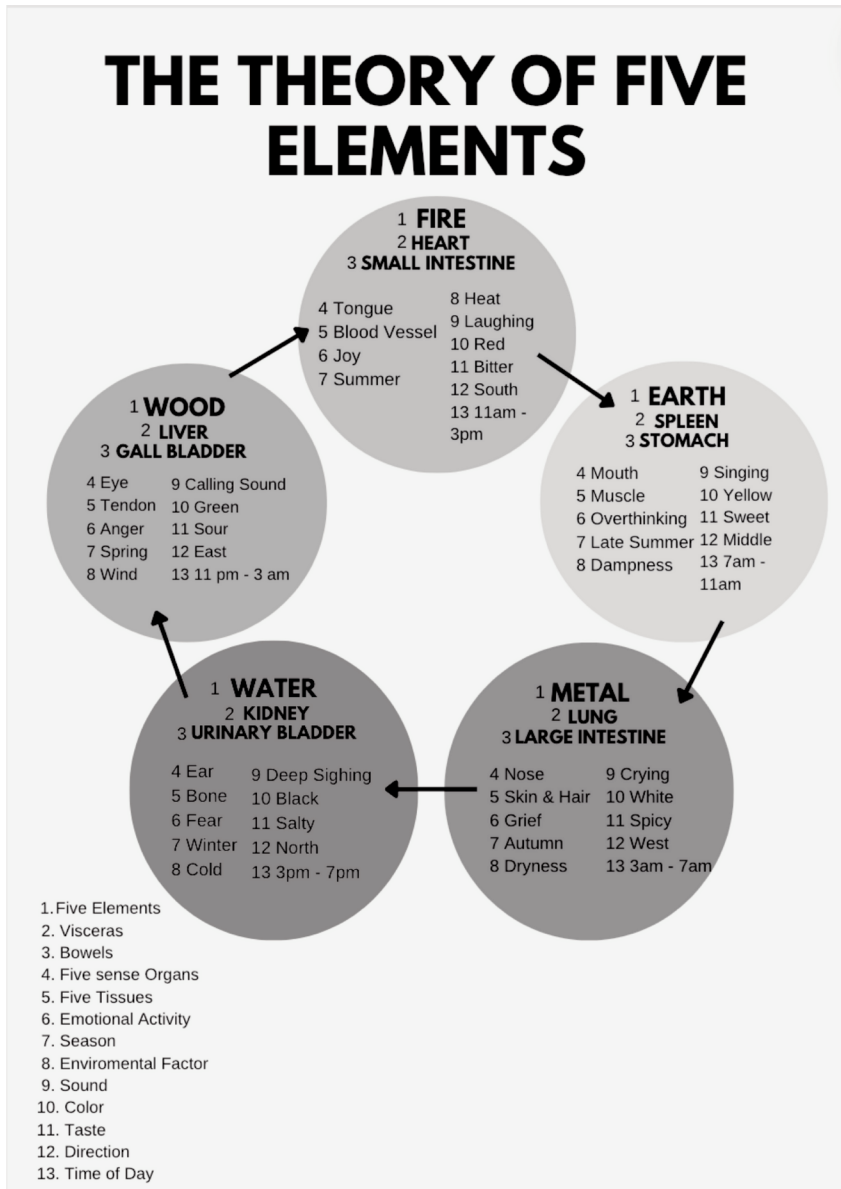 THE THEORY OF FIVE
ELEMENTS
1 FIRE
2 HEART
3 SMALL INTESTINE
4 Tongue
5 Blood Vessel
6 Joy
7 Summer
8 Heat
9 Laughing
10 Red
11 Bitter
12 South
13 11am -
3pm
1 EARTH
2 SPLEEN
3 STOMACH
4 Mouth
5 Muscle
6 Overthinking
7 Late Summer
8 Dampness
9 Singing
10 Yellow
11 Sweet
12 Middle
13 7am -
11am
1 METAL
2 LUNG
3 LARGE INTESTINE
4 Nose
5 Skin & Hair
6 Grief
7 Autumn
8 Dryness
9 Crying
10 White
11 Spicy
12 West
13 3am - 7am
1 WATER
2 KIDNEY
3 URINARY BLADDER
4 Ear
5 Bone
6 Fear
7 Winter
8 Cold
9 Deep Sighing
10 Black
11 Salty
12 North
13 3pm - 7pm
1 WOOD
2 LIVER
3 GALL BLADDER
4 Eye
5 Tendon
6 Anger
7 Spring
8 Wind
9 Calling Sound
10 Green
11 Sour
12 East
13 11 pm - 3 am
1. Five Elements
2. Visceras
3. Bowels
4. Five sense Organs
5. Five Tissues
6. Emotional Activity
7. Season
8. Enviromental Factor
9. Sound
10. Color
11. Taste
12. Direction
13. Time of Day